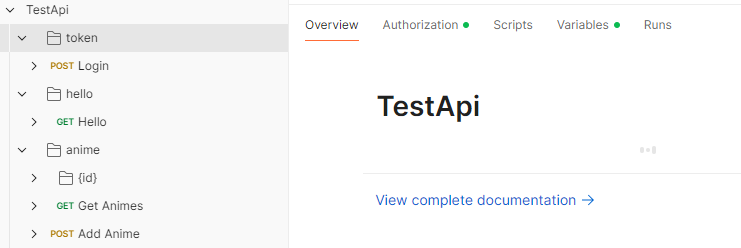 TestApi
token
POST Login
hello
GET Hello
anime
{id}
GET Get Animes
POST Add Anime
Overview Authorization Scripts Variables Runs
TestApi
View complete documentation →